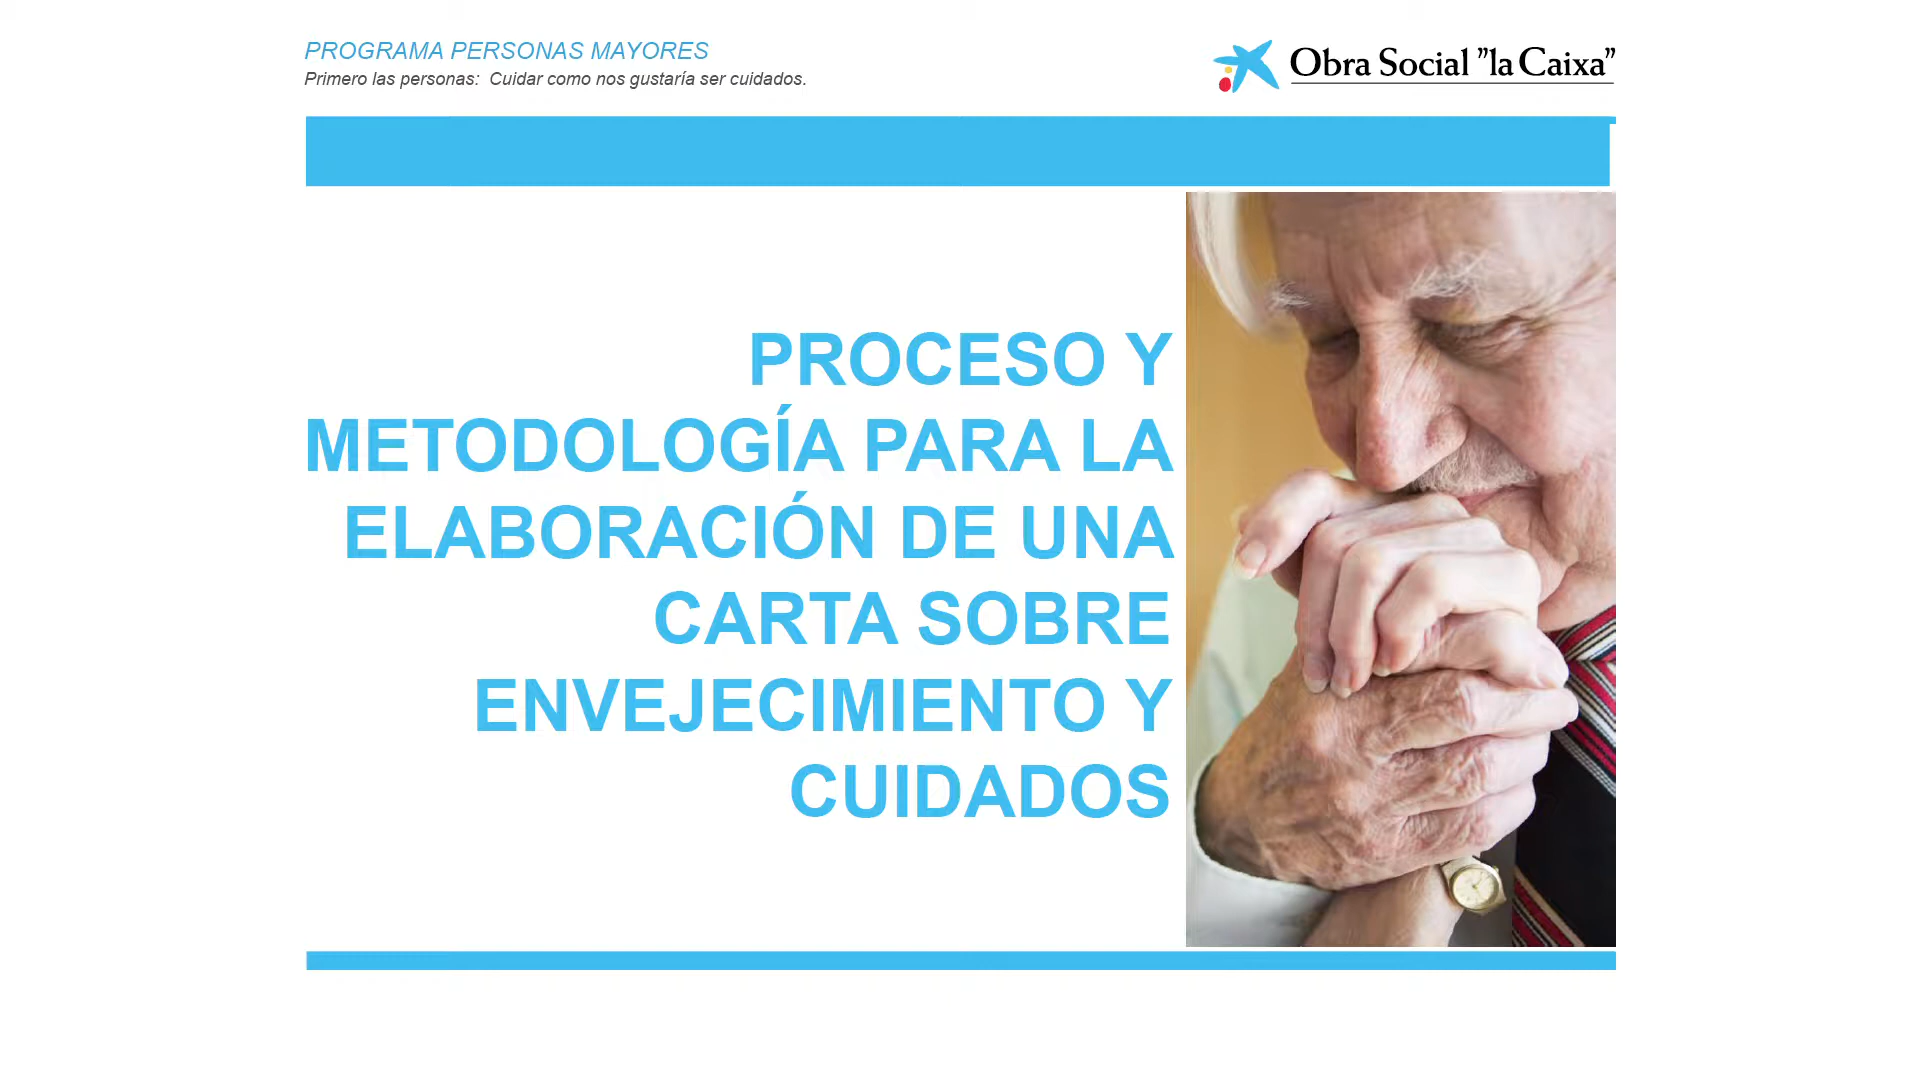 PROGRAMA PERSONAS MAYORES
Primero las personas: Cuidar como nos gustaría ser cuidados.
Obra Social "la Caixa"
PROCESO Y
METODOLOGÍA PARA LA
ELABORACIÓN DE UNA
CARTA SOBRE
ENVEJECIMIENTO Y
CUIDADOS